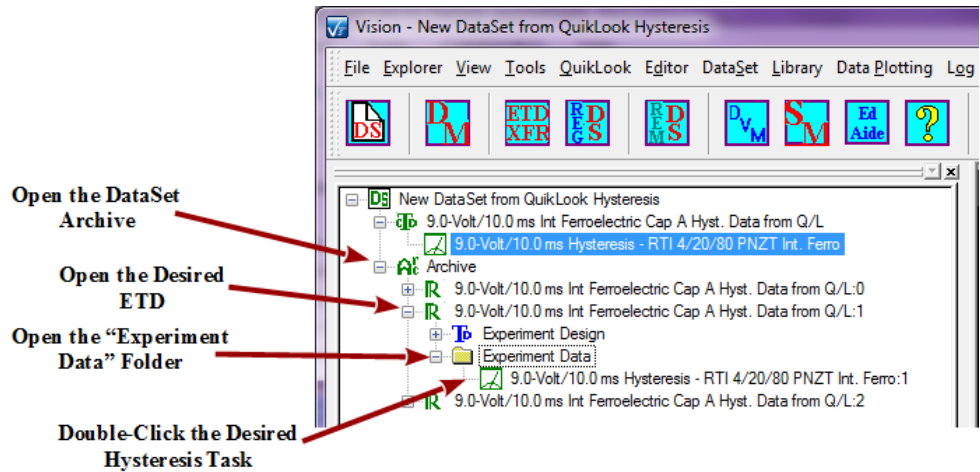 Vision - New DataSet from QuikLook Hysteresis
File Explorer View Tools QuikLook Editor DataSet Library Data Plotting Log
DS
DM
ETD XFR
REG DS
REM DS
DVM
SM
Ed Aide
?
Open the DataSet
Archive
Open the Desired
ETD
Open the “Experiment
Data” Folder
Double-Click the Desired
Hysteresis Task
DS New DataSet from QuikLook Hysteresis
cTD 9.0-Volt/10.0 ms Int Ferroelectric Cap A Hyst. Data from Q/L
9.0-Volt/10.0 ms Hysteresis - RTI 4/20/80 PNZT Int. Ferro
Arc Archive
R 9.0-Volt/10.0 ms Int Ferroelectric Cap A Hyst. Data from Q/L:0
R 9.0-Volt/10.0 ms Int Ferroelectric Cap A Hyst. Data from Q/L:1
TD Experiment Design
Experiment Data
9.0-Volt/10.0 ms Hysteresis - RTI 4/20/80 PNZT Int. Ferro:1
R 9.0-Volt/10.0 ms Int Ferroelectric Cap A Hyst. Data from Q/L:2